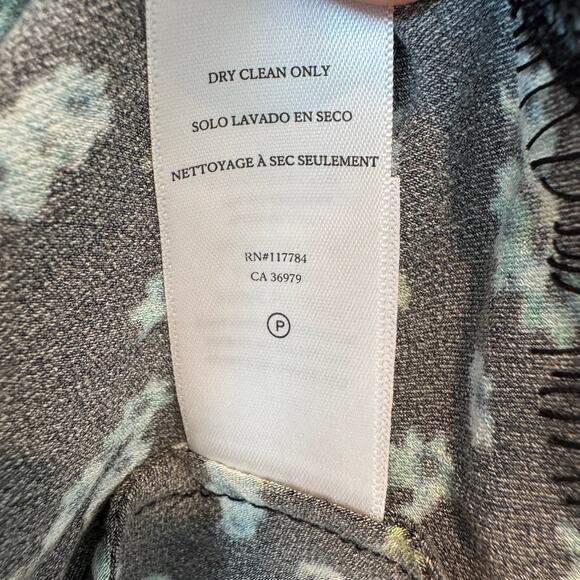 DRY CLEAN ONLY
SOLO LAVADO EN SECO
NETTOYAGE À SEC SEULEMENT
RN#117784
CA 36979
P